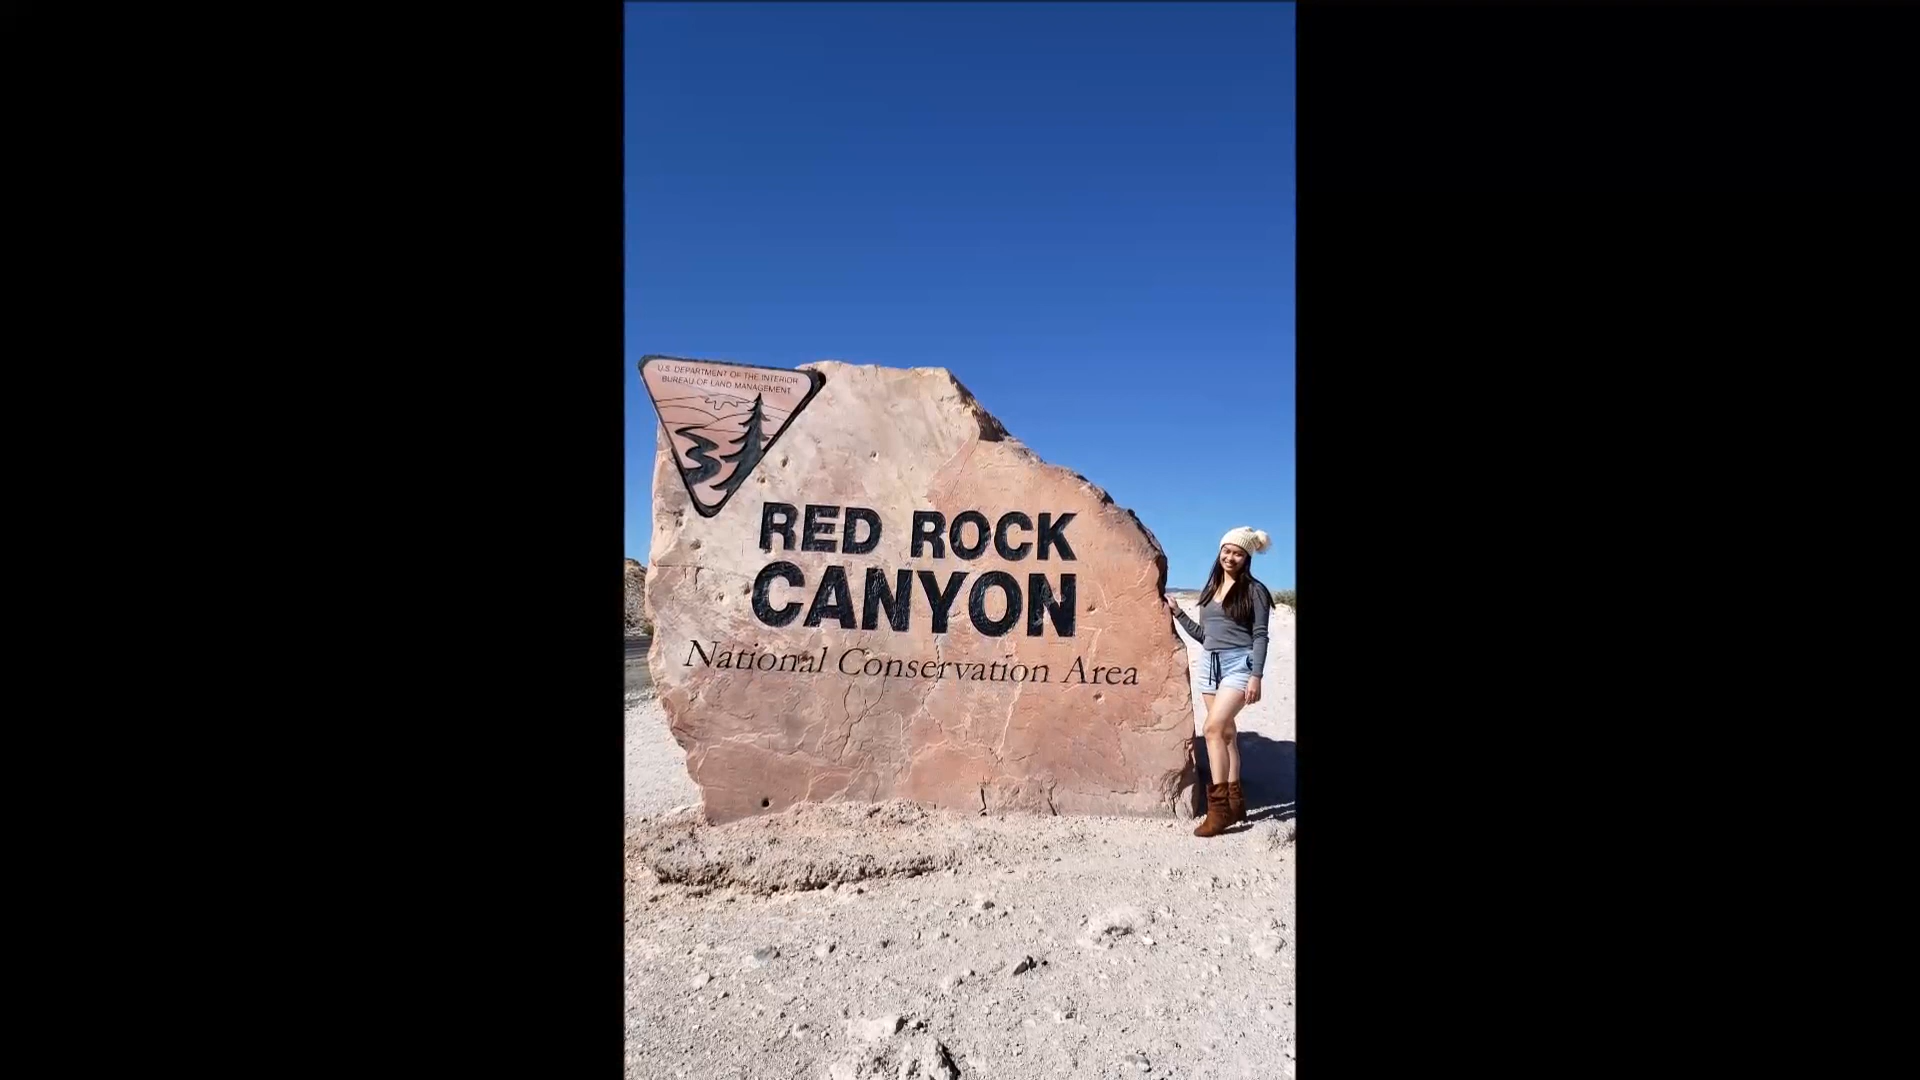 U.S. DEPARTMENT OF THE INTERIOR
BUREAU OF LAND MANAGEMENT
RED ROCK
CANYON
National Conservation Area